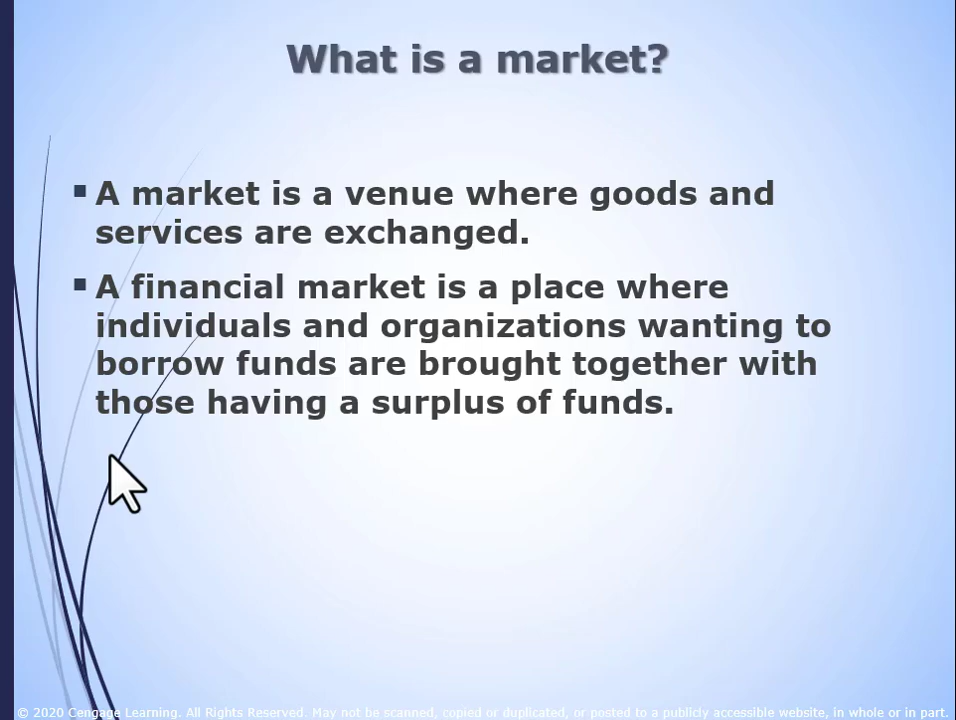 What is a market?
▪ A market is a venue where goods and
services are exchanged.
▪ A financial market is a place where
individuals and organizations wanting to
borrow funds are brought together with
those having a surplus of funds.
© 2020 Cengage Learning. All Rights Reserved. May not be scanned, copied or duplicated, or posted to a publicly accessible website, in whole or in part.